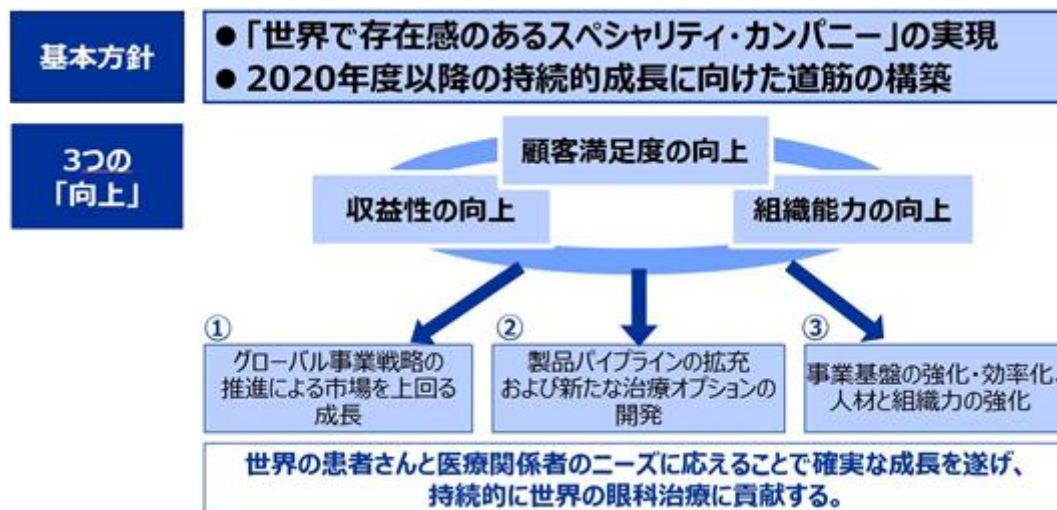 基本方針
●「世界で存在感のあるスペシャリティ・カンパニー」の実現
● 2020年度以降の持続的成長に向けた道筋の構築
3つの
「向上」
顧客満足度の向上
収益性の向上
組織能力の向上
①
グローバル事業戦略の
推進による市場を上回る
成長
②
製品パイプラインの拡充
および新たな治療オプションの
開発
③
事業基盤の強化・効率化、
人材と組織力の強化
世界の患者さんと医療関係者のニーズに応えることで確実な成長を遂げ、
持続的に世界の眼科治療に貢献する。